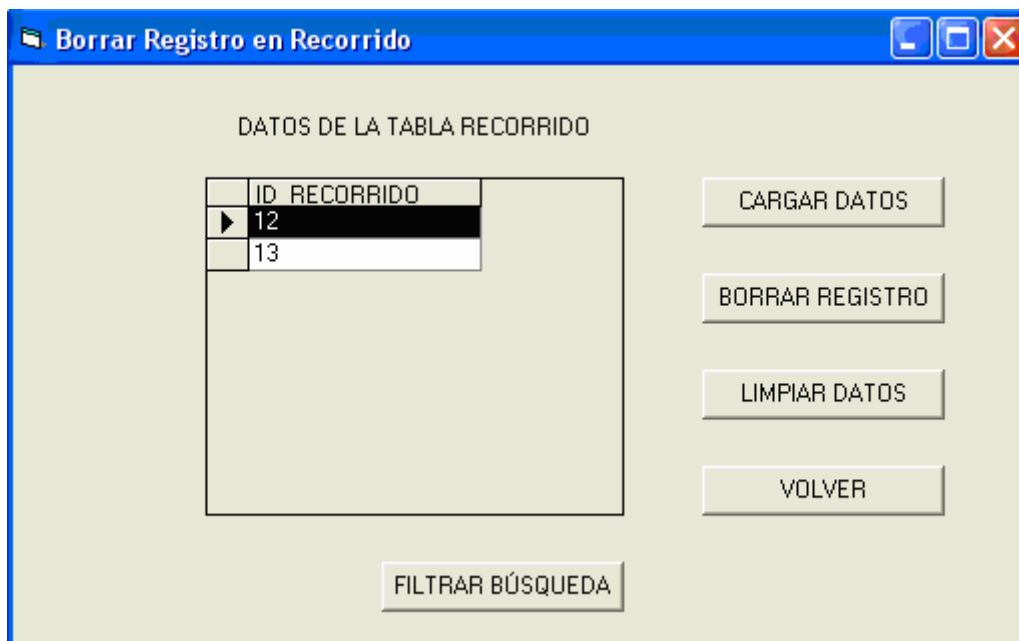 Borrar Registro en Recorrido
DATOS DE LA TABLA RECORRIDO
ID_RECORRIDO
12
13
CARGAR DATOS
BORRAR REGISTRO
LIMPIAR DATOS
VOLVER
FILTRAR BÚSQUEDA